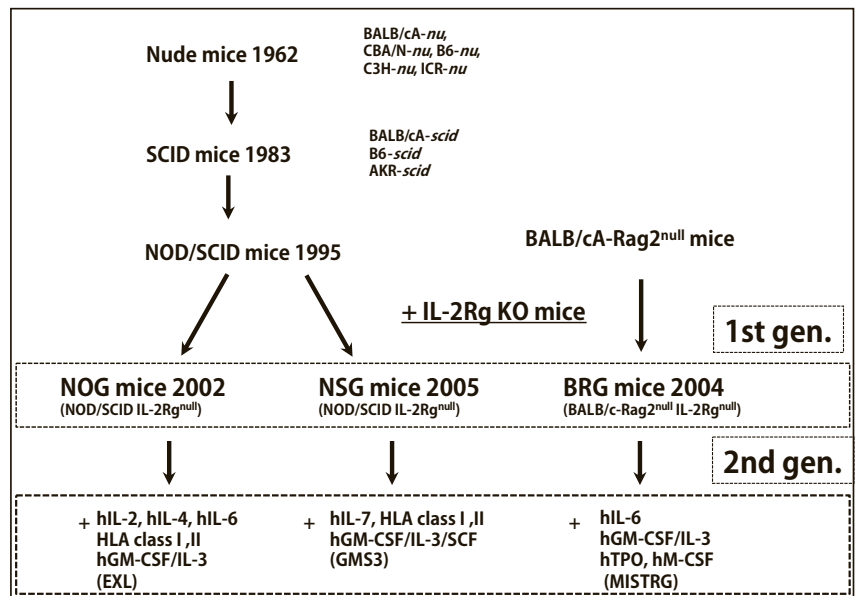 Nude mice 1962
BALB/cA-nu,
CBA/N-nu, B6-nu,
C3H-nu, ICR-nu
SCID mice 1983
BALB/cA-scid
B6-scid
AKR-scid
NOD/SCID mice 1995
BALB/cA-Rag2null mice
+ IL-2Rg KO mice
1st gen.
NOG mice 2002
(NOD/SCID IL-2Rgnull)
NSG mice 2005
(NOD/SCID IL-2Rgnull)
BRG mice 2004
(BALB/c-Rag2null IL-2Rgnull)
2nd gen.
+ hIL-2, hIL-4, hIL-6
HLA class I ,II
hGM-CSF/IL-3
(EXL)
+ hIL-7, HLA class I ,II
hGM-CSF/IL-3/SCF
(GMS3)
+ hIL-6
hGM-CSF/IL-3
hTPO, hM-CSF
(MISTRG)